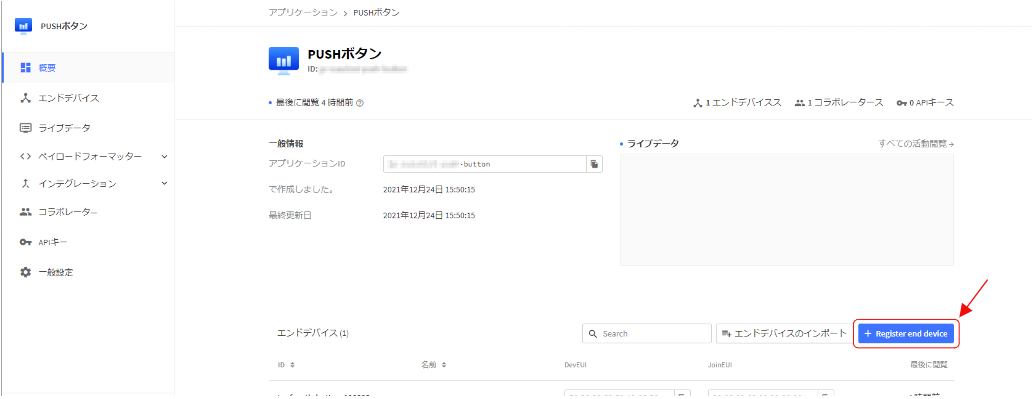 アプリケーション > PUSHボタン
PUSHボタン
概要
エンドデバイス
ライブデータ
ペイロードフォーマッター
インテグレーション
コラボレーター
APIキー
一般設定
PUSHボタン
ID:
最後に閲覧 4 時間前
1 エンドデバイスス
1 コラボレータース
0 APIキース
一般情報
アプリケーションID
-button
で作成しました。 2021年12月24日 15:50:15
最終更新日 2021年12月24日 15:50:15
ライブデータ すべての活動閲覧→
エンドデバイス (1)
Search
エンドデバイスのインポート
+ Register end device
ID 名前 DevEUI JoinEUI 最後に閲覧